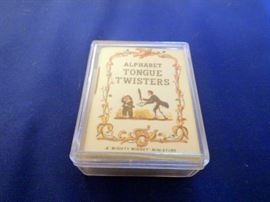 ALPHABET
TONGUE
TWISTERS
A "MIGHTY MIDGET" MINIATURE